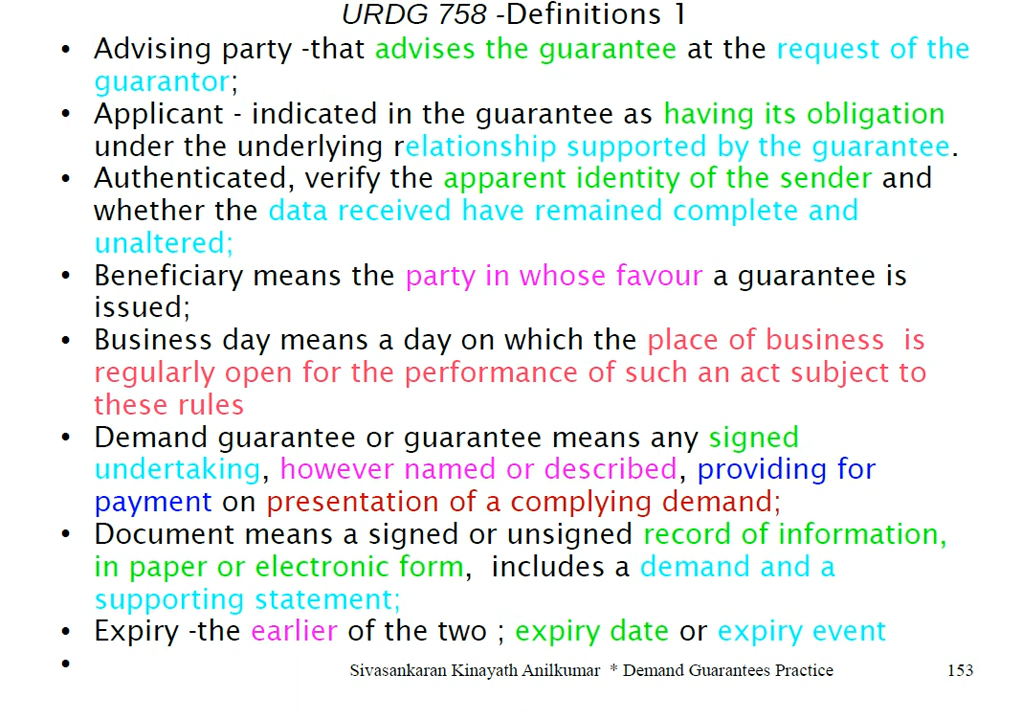 URDG 758 -Definitions 1
• Advising party -that advises the guarantee at the request of the
guarantor;
• Applicant - indicated in the guarantee as having its obligation
under the underlying relationship supported by the guarantee.
• Authenticated, verify the apparent identity of the sender and
whether the data received have remained complete and
unaltered;
• Beneficiary means the party in whose favour a guarantee is
issued;
• Business day means a day on which the place of business  is
regularly open for the performance of such an act subject to
these rules
• Demand guarantee or guarantee means any signed
undertaking, however named or described, providing for
payment on presentation of a complying demand;
• Document means a signed or unsigned record of information,
in paper or electronic form,  includes a demand and a
supporting statement;
• Expiry -the earlier of the two ; expiry date or expiry event
•
Sivasankaran Kinayath Anilkumar  * Demand Guarantees Practice 153